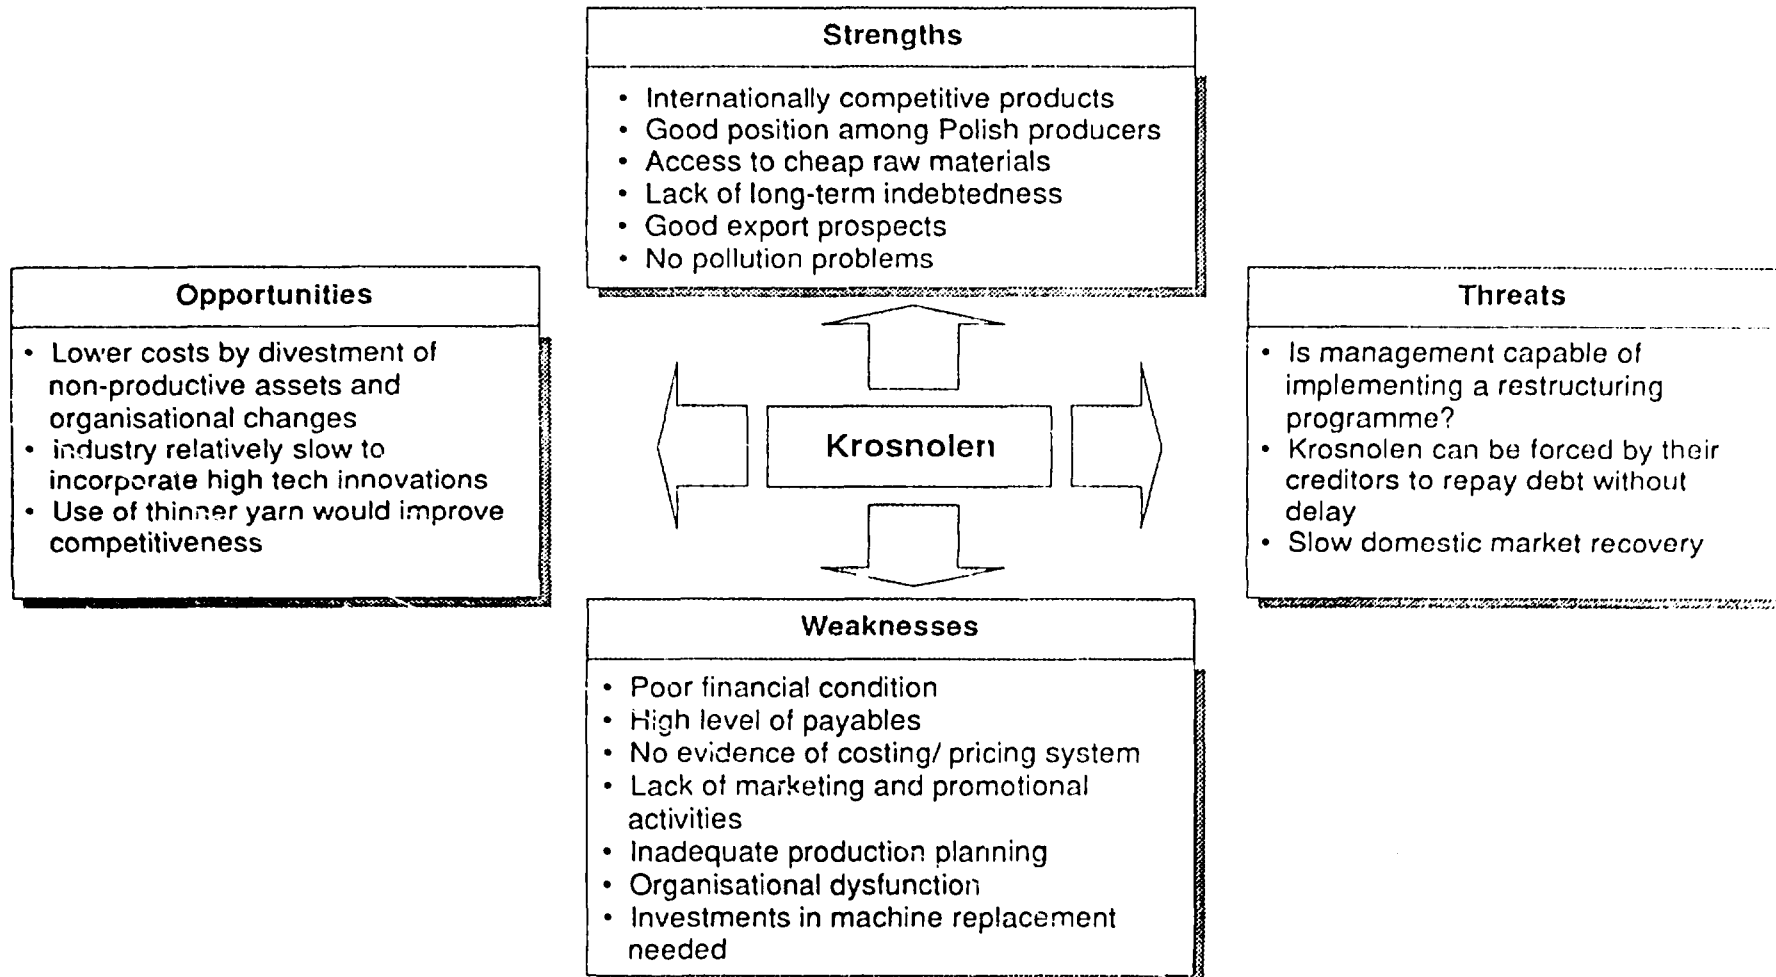 Strengths
• Internationally competitive products
• Good position among Polish producers
• Access to cheap raw materials
• Lack of long-term indebtedness
• Good export prospects
• No pollution problems
Opportunities
• Lower costs by divestment of
non-productive assets and
organisational changes
• industry relatively slow to
incorporate high tech innovations
• Use of thinner yarn would improve
competitiveness
Krosnolen
Threats
• Is management capable of
implementing a restructuring
programme?
• Krosnolen can be forced by their
creditors to repay debt without
delay
• Slow domestic market recovery
Weaknesses
• Poor financial condition
• High level of payables
• No evidence of costing/ pricing system
• Lack of marketing and promotional
activities
• Inadequate production planning
• Organisational dysfunction
• Investments in machine replacement
needed